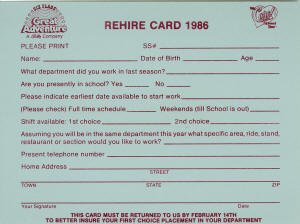 SIX FLAGS
Great Adventure
A Bally Company
REHIRE CARD 1986
PLEASE PRINT SS#
Name: Date of Birth Age
What department did you work in last season?
Are you presently in school? Yes No
Please indicate earliest date available to start work
(Please check) Full time schedule Weekends (till School is out)
Shift available: 1st choice 2nd choice
Assuming you will be in the same department this year what specific area, ride, stand,
restaurant or section would you like to work?
Present telephone number
Home Address
STREET
TOWN STATE ZIP
Your Signature Date
THIS CARD MUST BE RETURNED TO US BY FEBRUARY 14TH
TO BETTER INSURE YOUR FIRST CHOICE PLACEMENT IN YOUR DEPARTMENT